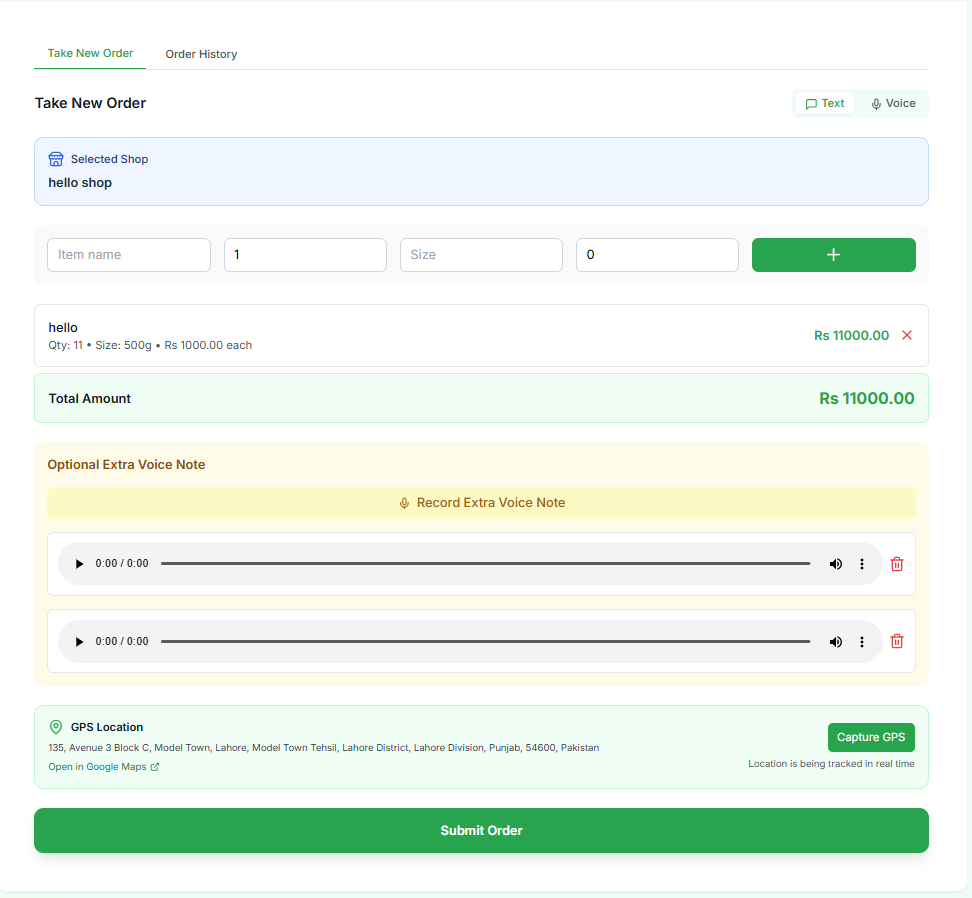 Take New Order
Order History
Take New Order
Text
Voice
Selected Shop
hello shop
Item name
1
Size
0
+
hello
Qty: 11 • Size: 500g • Rs 1000.00 each
Rs 11000.00
Total Amount
Rs 11000.00
Optional Extra Voice Note
Record Extra Voice Note
0:00 / 0:00
0:00 / 0:00
GPS Location
135, Avenue 3 Block C, Model Town, Lahore, Model Town Tehsil, Lahore District, Lahore Division, Punjab, 54600, Pakistan
Open in Google Maps
Capture GPS
Location is being tracked in real time
Submit Order